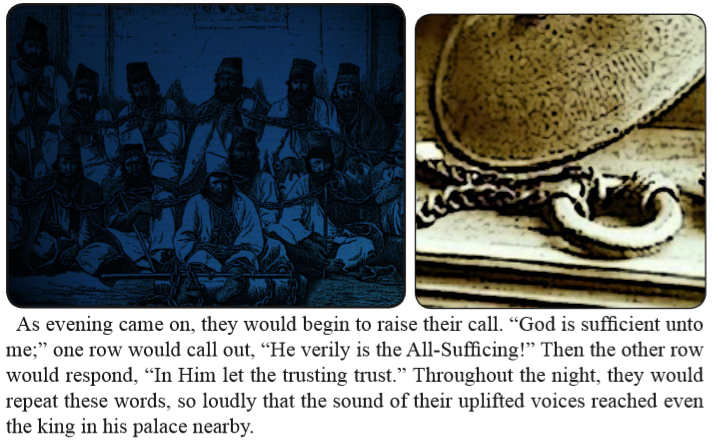 As evening came on, they would begin to raise their call. “God is sufficient unto
me;” one row would call out, “He verily is the All-Sufficing!” Then the other row
would respond, “In Him let the trusting trust.” Throughout the night, they would
repeat these words, so loudly that the sound of their uplifted voices reached even
the king in his palace nearby.